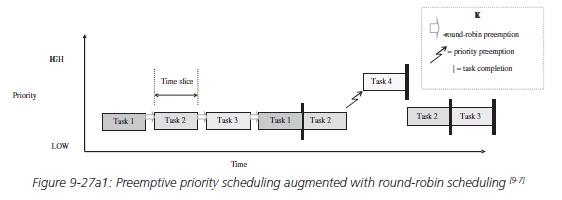 HIGH
Priority
LOW
Time slice
Task 1
Task 2
Task 3
Task 1
Task 2
Task 4
Task 2
Task 3
Time
round-robin preemption
= priority preemption
= task completion
Figure 9-27a1: Preemptive priority scheduling augmented with round-robin scheduling [9-7]